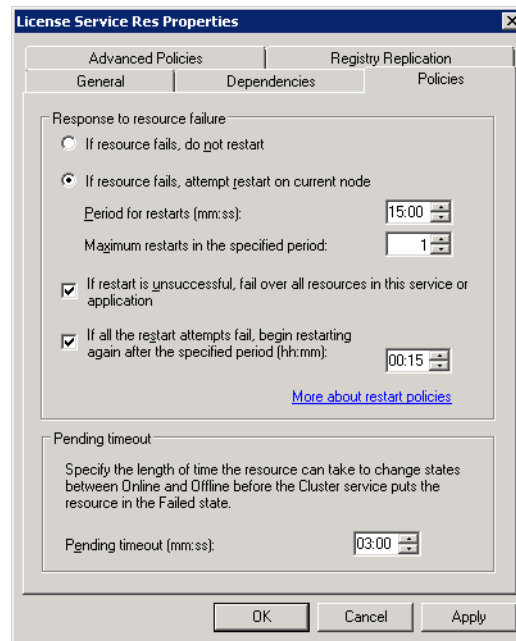 License Service Res Properties
Advanced Policies
Registry Replication
General
Dependencies
Policies
Response to resource failure
If resource fails, do not restart
If resource fails, attempt restart on current node
Period for restarts (mm:ss):
15:00
Maximum restarts in the specified period:
1
If restart is unsuccessful, fail over all resources in this service or
application
If all the restart attempts fail, begin restarting
again after the specified period (hh:mm):
00:15
More about restart policies
Pending timeout
Specify the length of time the resource can take to change states
between Online and Offline before the Cluster service puts the
resource in the Failed state.
Pending timeout (mm:ss):
03:00
OK
Cancel
Apply